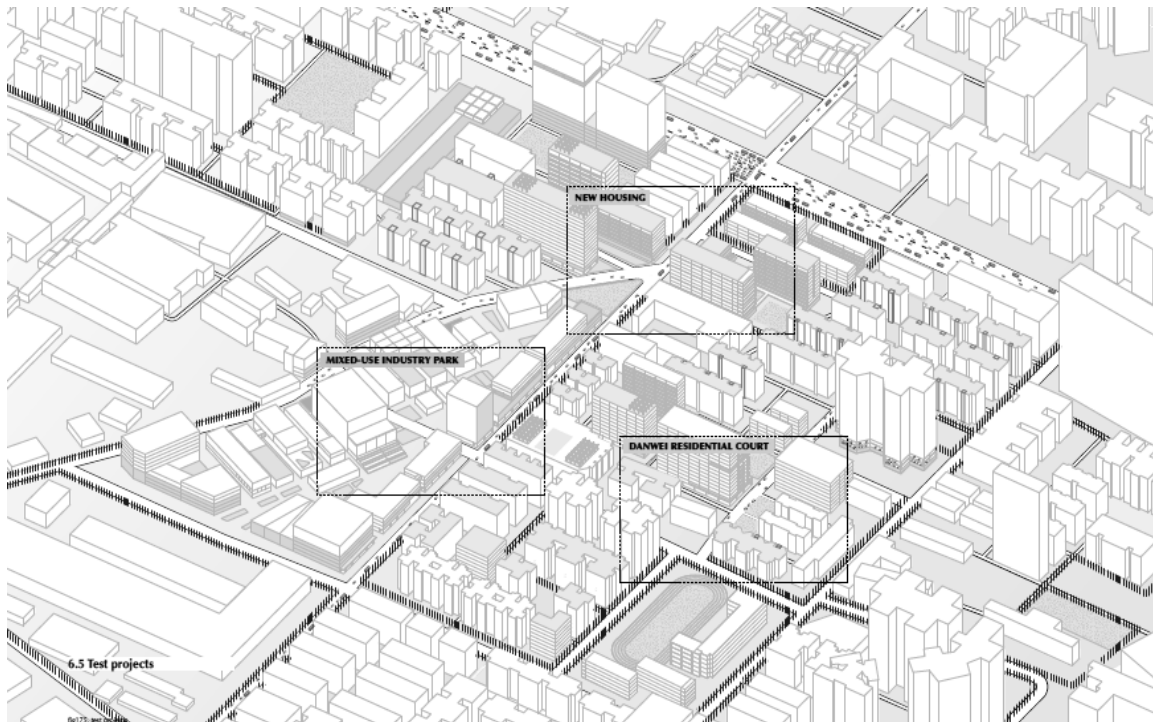 NEW HOUSING
MIXED-USE INDUSTRY PARK
DANWEI RESIDENTIAL COURT
6.5 Test projects